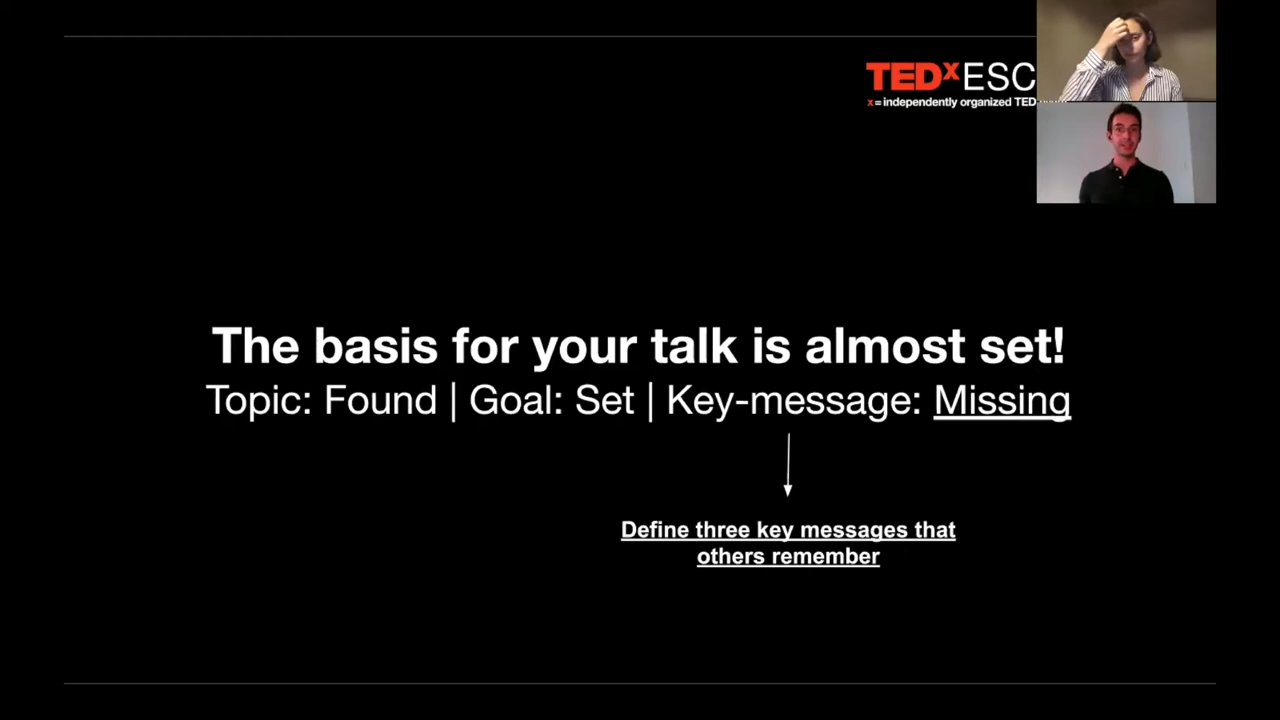 TEDxESC
x = independently organized TED
The basis for your talk is almost set!
Topic: Found | Goal: Set | Key-message: Missing
Define three key messages that
others remember